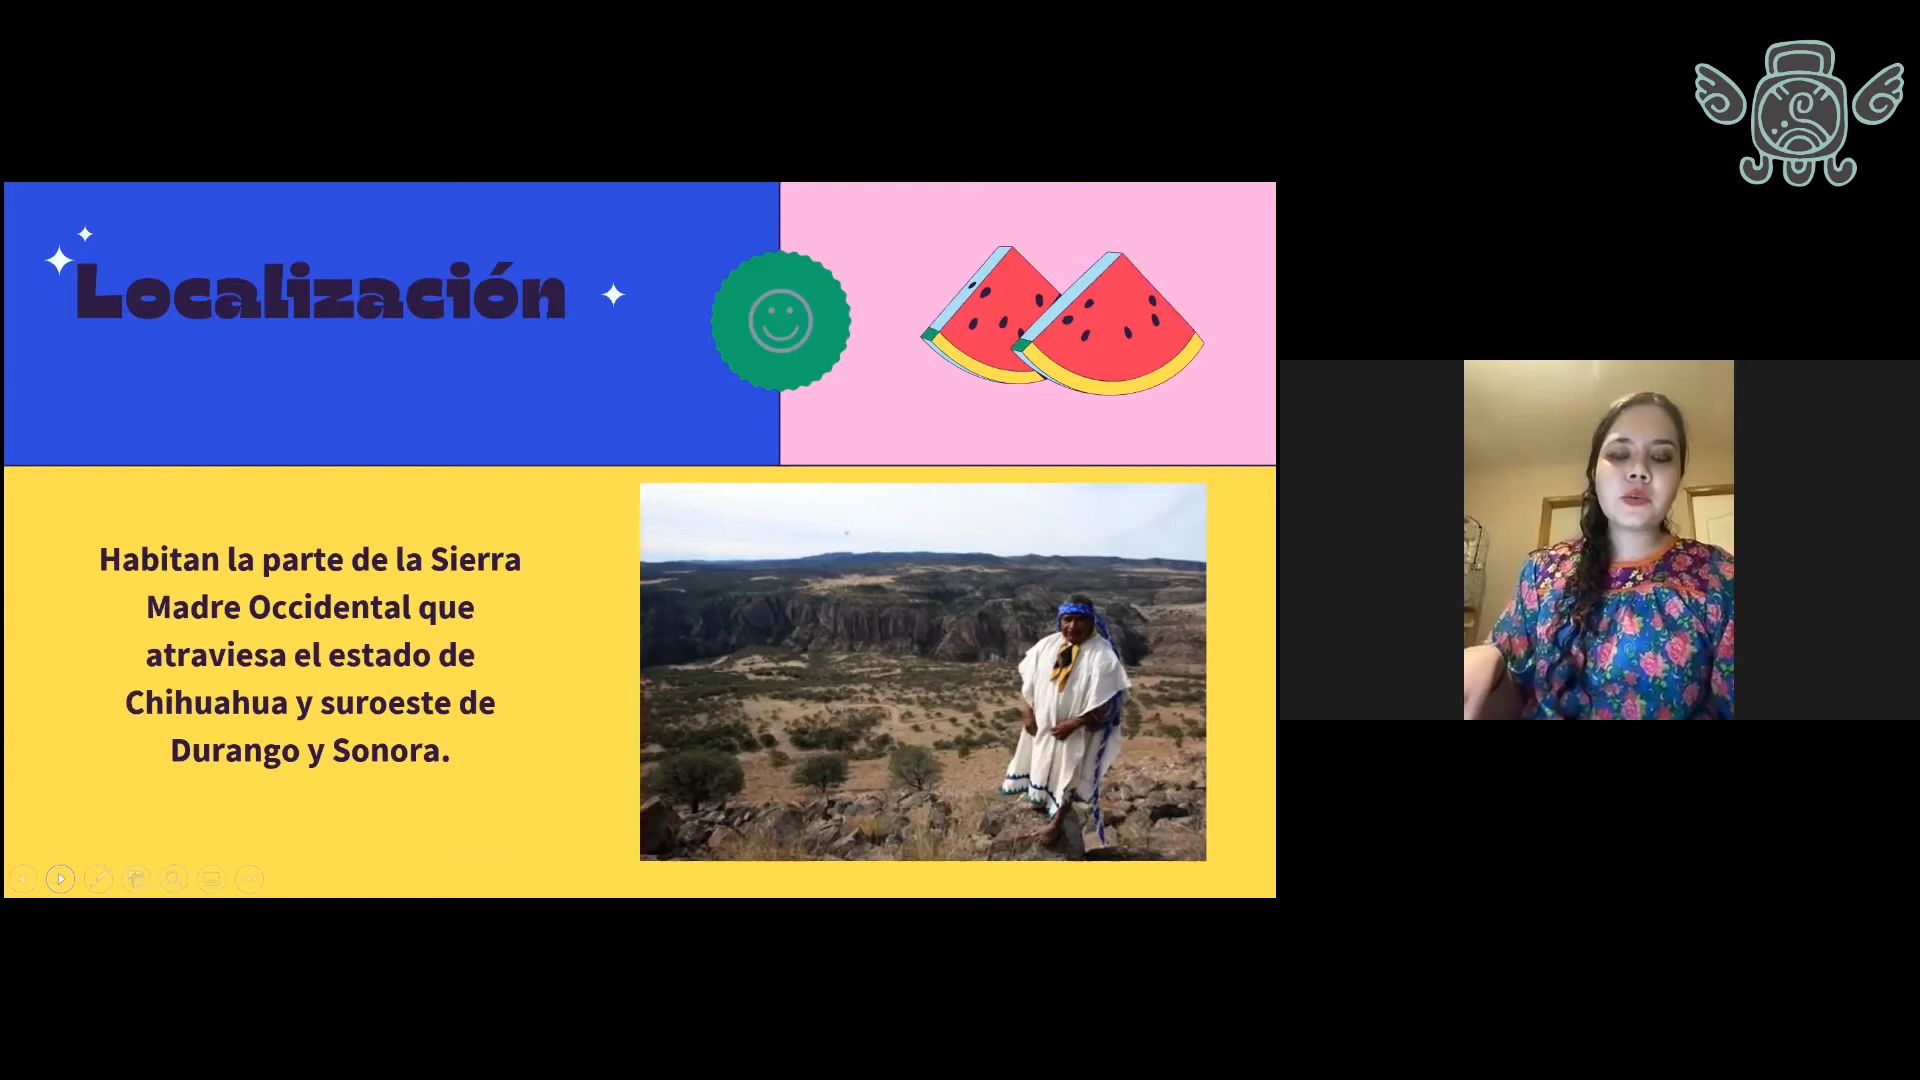 Localización
Habitan la parte de la Sierra
Madre Occidental que
atraviesa el estado de
Chihuahua y suroeste de
Durango y Sonora.